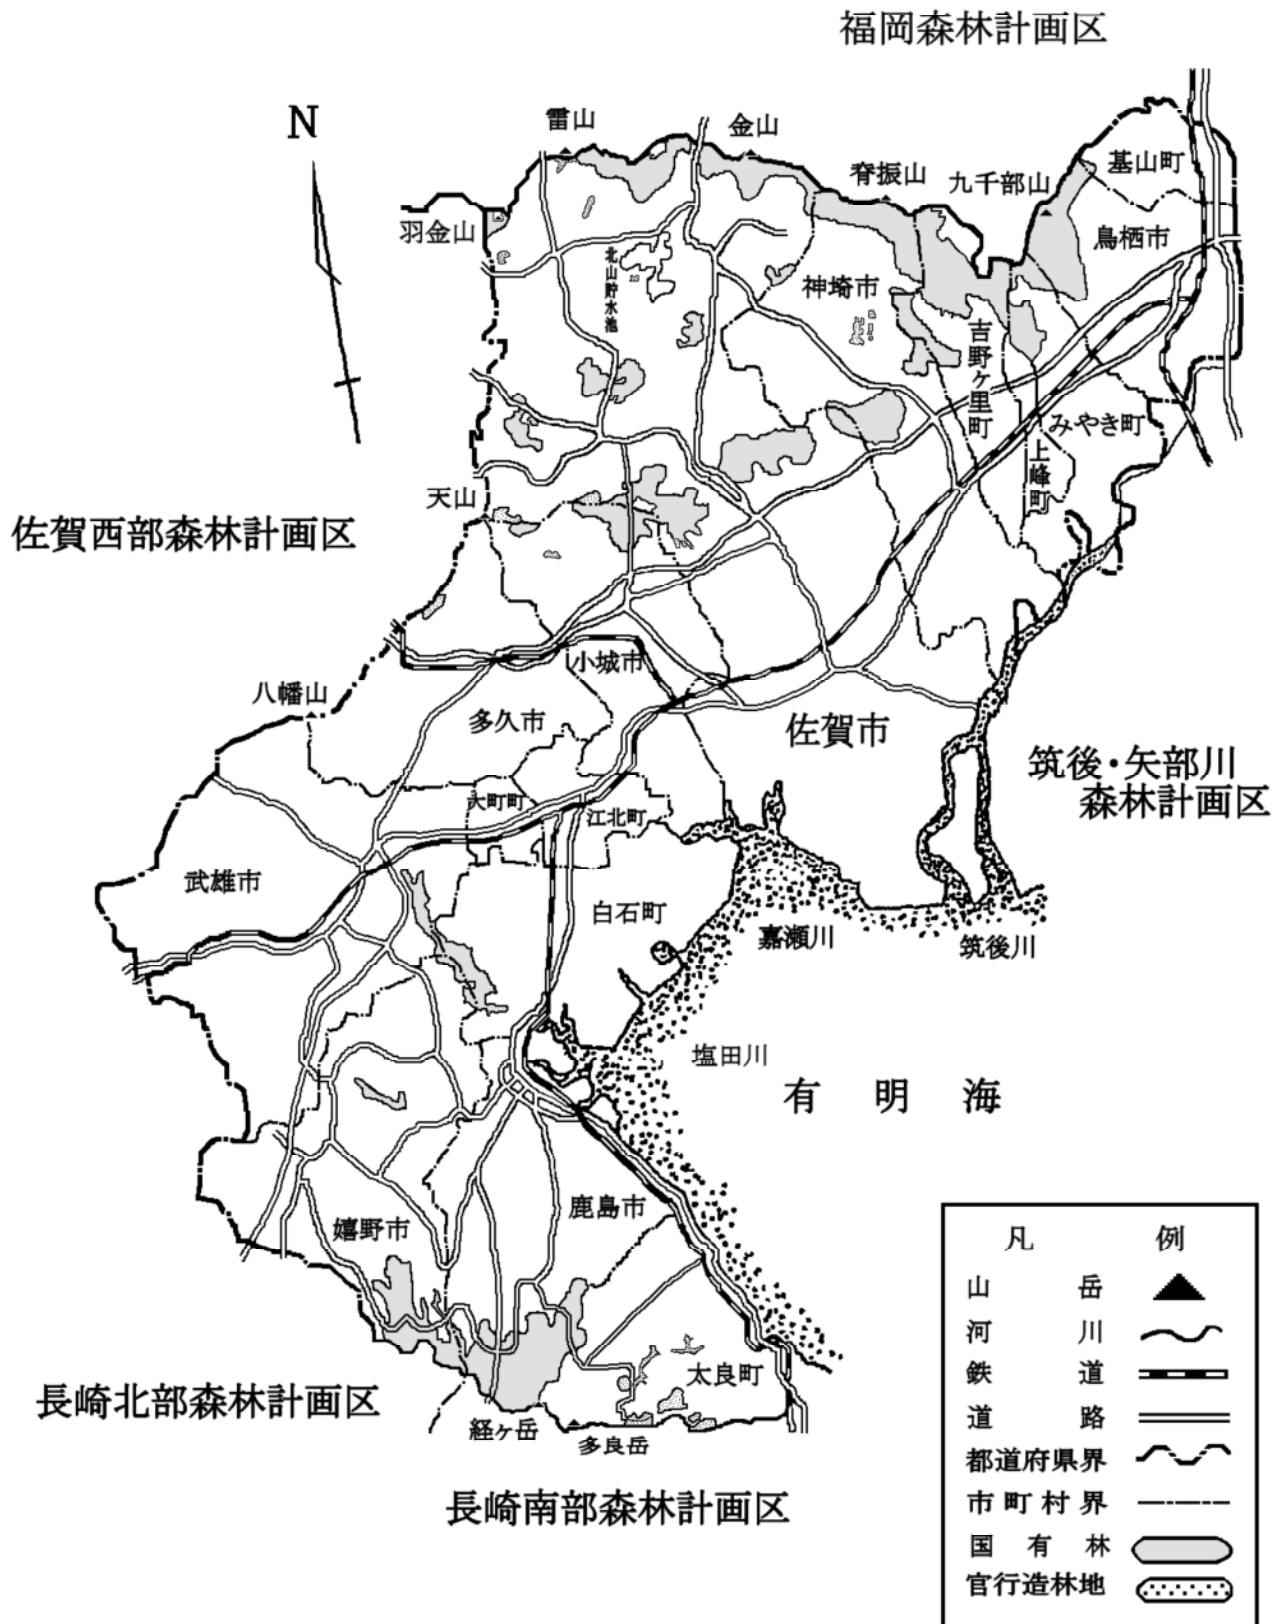 福岡森林計画区
N
雷山
金山
脊振山
九千部山
基山町
羽金山
鳥栖市
北山貯水池
神埼市
吉野ヶ里町
みやき町
上峰町
天山
佐賀西部森林計画区
小城市
八幡山
多久市
佐賀市
筑後・矢部川
森林計画区
大町町
江北町
武雄市
白石町
嘉瀬川
筑後川
塩田川
有明海
鹿島市
嬉野市
太良町
長崎北部森林計画区
経ヶ岳
多良岳
長崎南部森林計画区
凡例
山岳
河川
鉄道
道路
都道府県界
市町村界
国有林
官行造林地